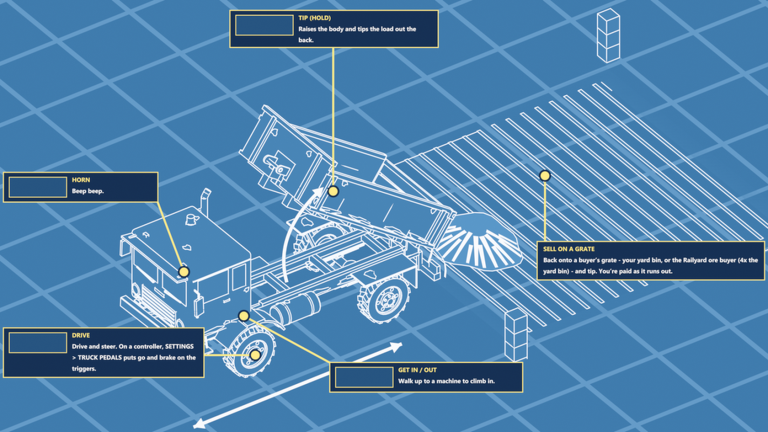 TIP (HOLD)
Raises the body and tips the load out the
back.
HORN
Beep beep.
SELL ON A GRATE
Back onto a buyer's grate - your yard bin, or the Railyard ore buyer (4x the
yard bin) - and tip. You're paid as it runs out.
DRIVE
Drive and steer. On a controller, SETTINGS
> TRUCK PEDALS puts go and brake on the
triggers.
GET IN / OUT
Walk up to a machine to climb in.